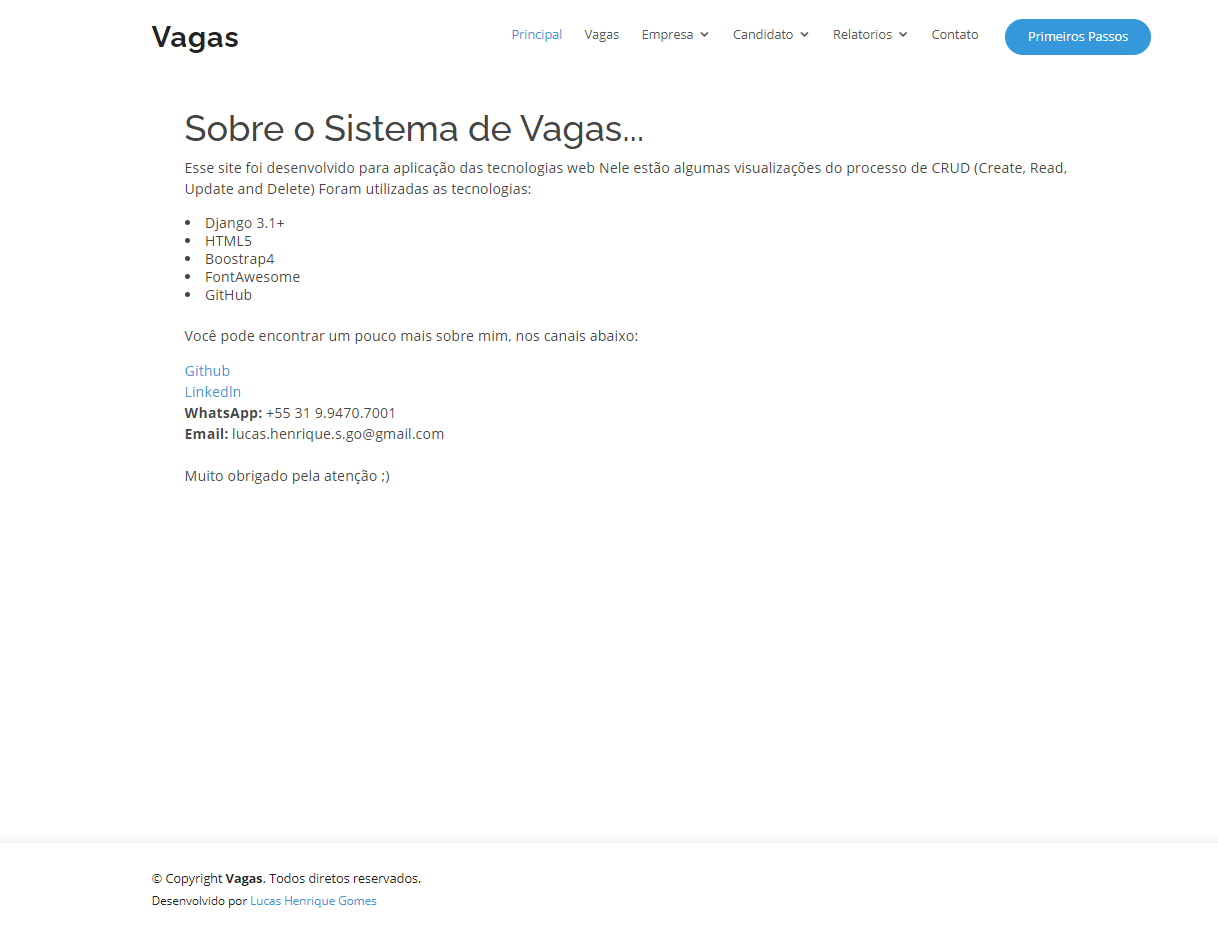 Vagas
Principal Vagas Empresa Candidato Relatorios Contato Primeiros Passos
Sobre o Sistema de Vagas...
Esse site foi desenvolvido para aplicação das tecnologias web Nele estão algumas visualizações do processo de CRUD (Create, Read,
Update and Delete) Foram utilizadas as tecnologias:
Django 3.1+
HTML5
Boostrap4
FontAwesome
GitHub
Você pode encontrar um pouco mais sobre mim, nos canais abaixo:
Github
LinkedIn
WhatsApp: +55 31 9.9470.7001
Email: lucas.henrique.s.go@gmail.com
Muito obrigado pela atenção ;)
© Copyright Vagas. Todos diretos reservados.
Desenvolvido por Lucas Henrique Gomes